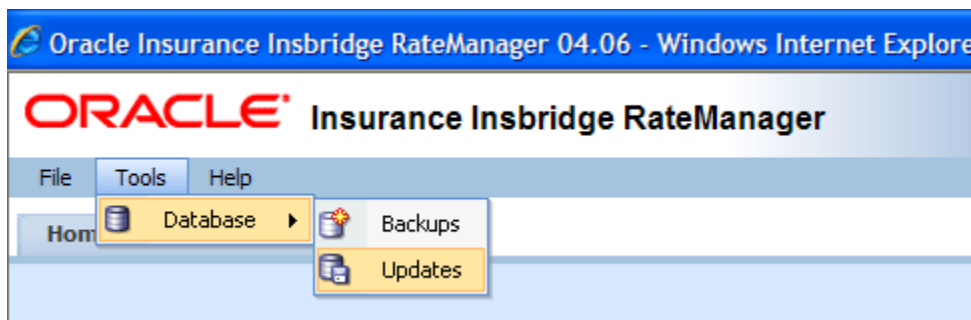 Oracle Insurance Insbridge RateManager 04.06 - Windows Internet Explore
ORACLE Insurance Insbridge RateManager
File Tools Help
Hom Database Backups
Updates